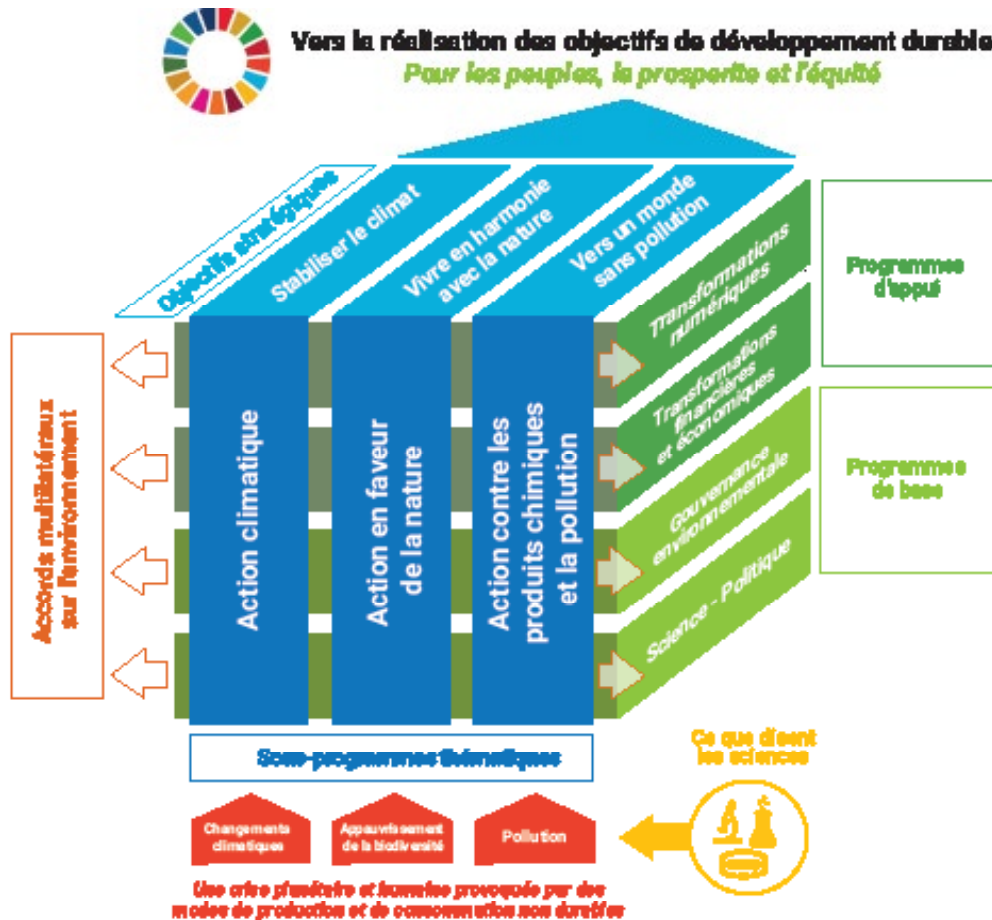 Vers la réalisation des objectifs de développement durable
Pour les peuples, la prosperite et l'équité
Objectifs stratégiques
Stabiliser le climat
Vivre en harmonie
avec la nature
Vers un monde
sans pollution
Transformations
numériques
Transformations
financières
et économiques
Gouvernance
environnementale
Science - Politique
Programmes
d'appui
Programmes
de base
Accords multilatéraux
sur l'environnement
Action climatique
Action en faveur
de la nature
Action contre les
produits chimiques
et la pollution
Sous-programmes thématiques
Ce que disent
les sciences
Changements
climatiques
Appauvrissement
de la biodiversité
Pollution
Une crise planétaire et humaine provoquée par des
modes de production et de consommation non durables